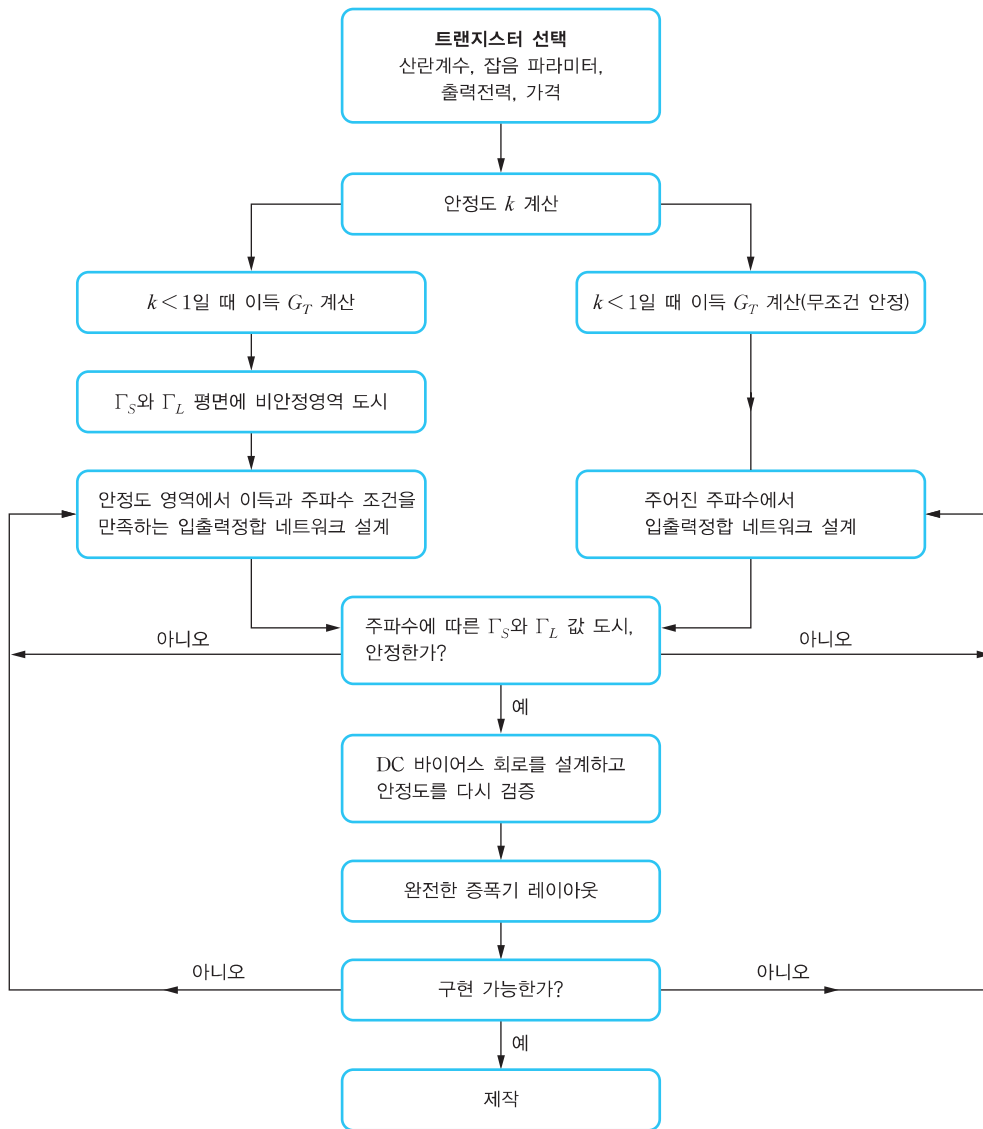 트랜지스터 선택
산란계수, 잡음 파라미터,
출력전력, 가격
안정도 k 계산
k < 1일 때 이득 G_T 계산
k < 1일 때 이득 G_T 계산(무조건 안정)
Γ_S와 Γ_L 평면에 비안정영역 도시
안정도 영역에서 이득과 주파수 조건을
만족하는 입출력정합 네트워크 설계
주어진 주파수에서
입출력정합 네트워크 설계
주파수에 따른 Γ_S와 Γ_L 값 도시,
안정한가?
아니오
아니오
예
DC 바이어스 회로를 설계하고
안정도를 다시 검증
완전한 증폭기 레이아웃
구현 가능한가?
아니오
아니오
예
제작